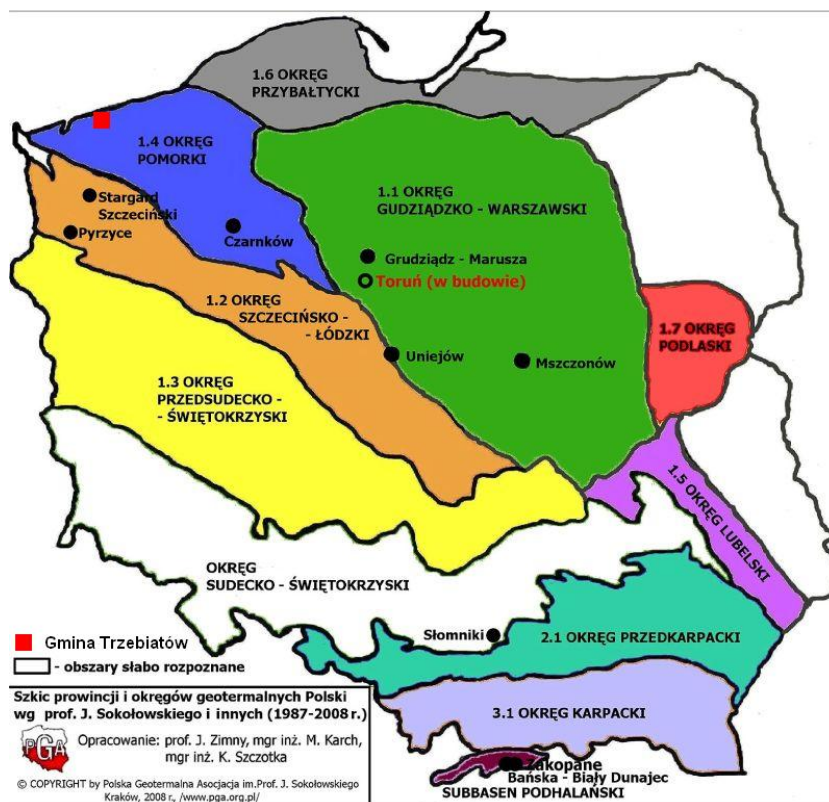 1.6 OKRĘG
PRZYBAŁTYCKI
1.4 OKRĘG
POMORKI
1.1 OKRĘG
GUDZIĄDZKO - WARSZAWSKI
Stargard
Szczeciński
Pyrzyce
Czarnków
Grudziądz - Marusza
Toruń (w budowie)
1.2 OKRĘG
SZCZECIŃSKO -
- ŁÓDZKI
1.7 OKRĘG
PODLASKI
Uniejów
Mszczonów
1.3 OKRĘG
PRZEDSUDECKO -
- ŚWIĘTOKRZYSKI
1.5 OKRĘG LUBELSKI
OKRĘG
SUDECKO - ŚWIĘTOKRZYSKI
Słomniki
2.1 OKRĘG PRZEDKARPACKI
3.1 OKRĘG KARPACKI
Zakopane
Bańska - Biały Dunajec
SUBBASEN PODHALAŃSKI
Gmina Trzebiatów
- obszary słabo rozpoznane
Szkic prowincji i okręgów geotermalnych Polski
wg prof. J. Sokołowskiego i innych (1987-2008 r.)
PGA
Opracowanie: prof. J. Zimny, mgr inż. M. Karch,
mgr inż. K. Szczotka
© COPYRIGHT by Polska Geotermalna Asocjacja im.Prof. J. Sokołowskiego
Kraków, 2008 r., /www.pga.org.pl/